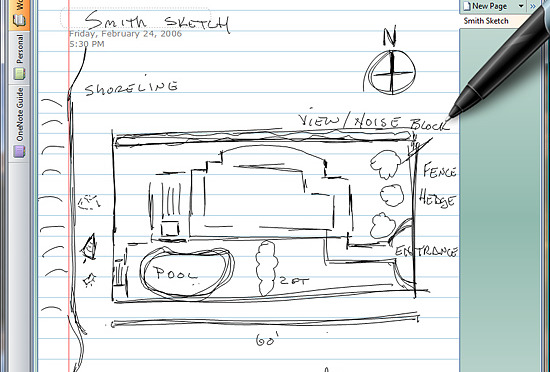 New Page
Smith Sketch
Personal
OneNote Guide
SMITH SKETCH
Friday, February 24, 2006
5:30 PM
N
SHORELINE
VIEW/NOISE BLOCK
FENCE
HEDGE
ENTRANCE
POOL
2FT
60'